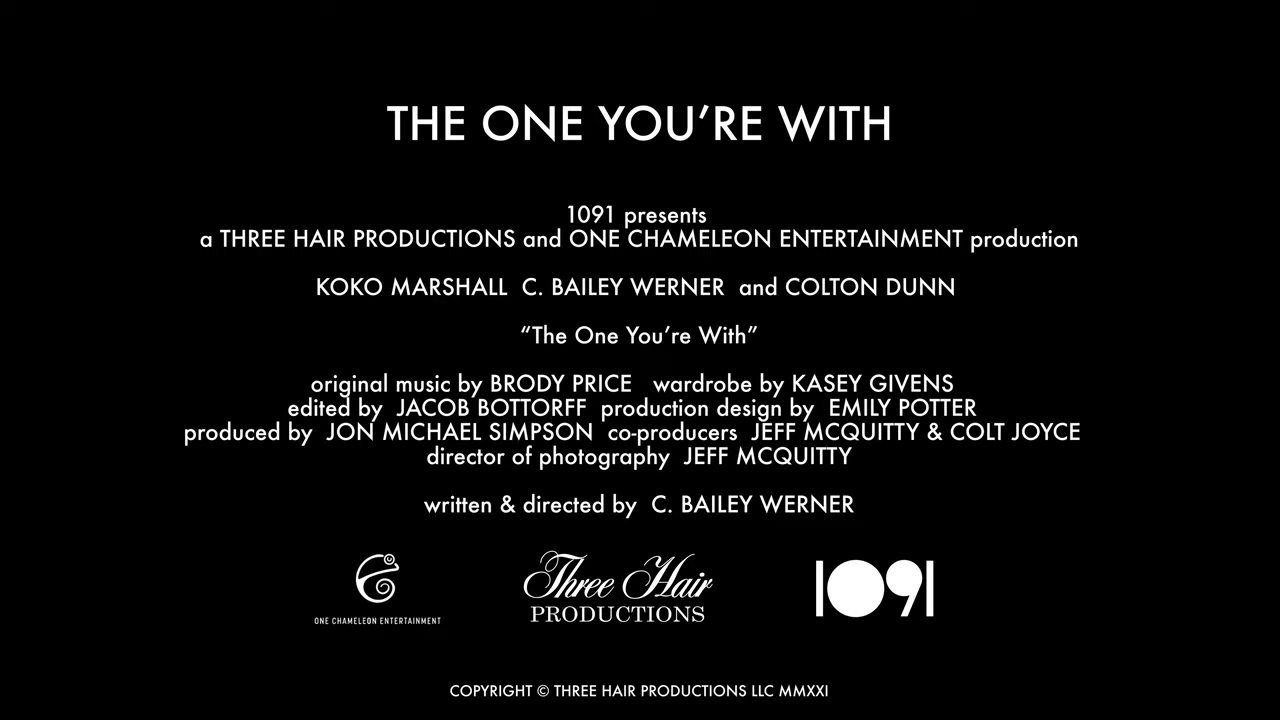 THE ONE YOU’RE WITH
1091 presents
a THREE HAIR PRODUCTIONS and ONE CHAMELEON ENTERTAINMENT production
KOKO MARSHALL C. BAILEY WERNER and COLTON DUNN
“The One You’re With”
original music by BRODY PRICE wardrobe by KASEY GIVENS
edited by JACOB BOTTORFF production design by EMILY POTTER
produced by JON MICHAEL SIMPSON co-producers JEFF MCQUITTY & COLT JOYCE
director of photography JEFF MCQUITTY
written & directed by C. BAILEY WERNER
ONE CHAMELEON ENTERTAINMENT
Three Hair
PRODUCTIONS
1091
COPYRIGHT © THREE HAIR PRODUCTIONS LLC MMXXI